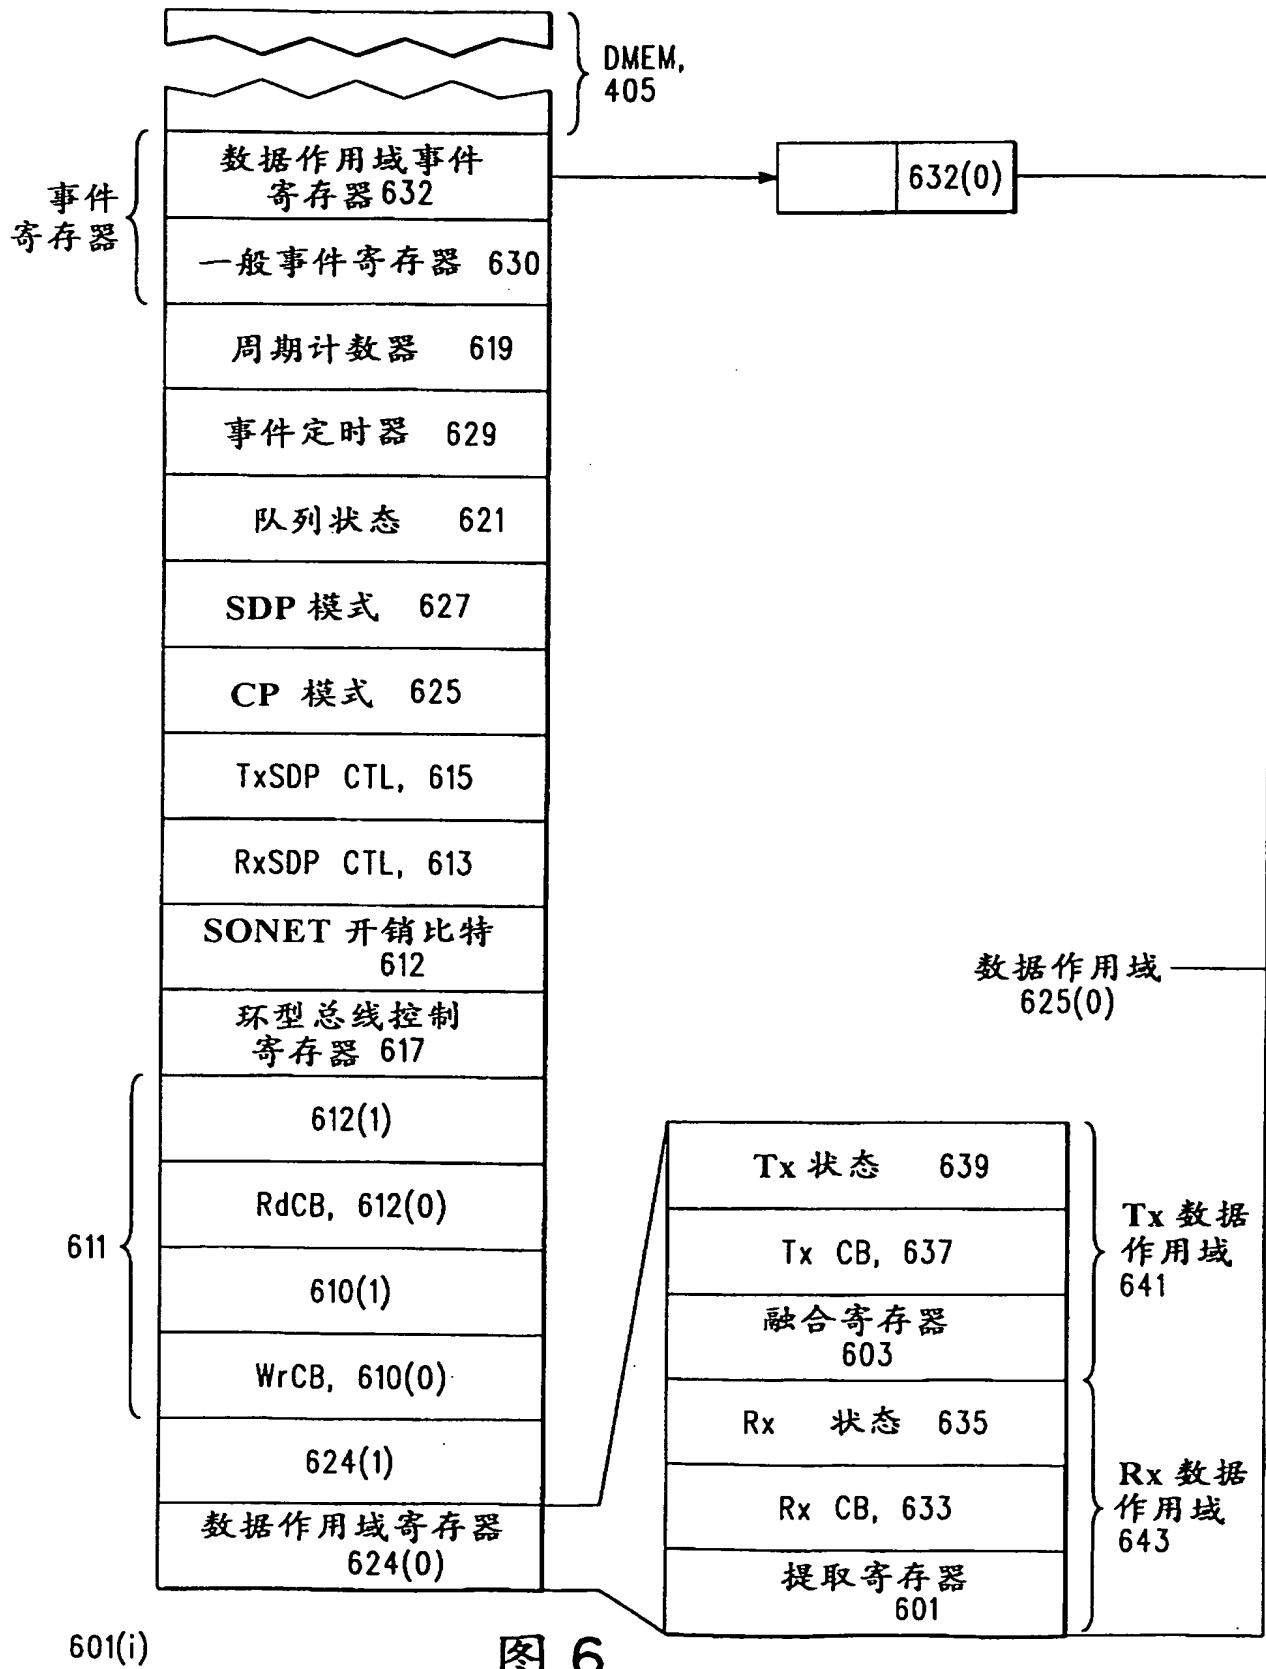 DMEM,
405
数据作用域事件
寄存器632
632(0)
事件
寄存器
一般事件寄存器 630
周期计数器 619
事件定时器 629
队列状态 621
SDP 模式 627
CP 模式 625
TxSDP CTL, 615
RxSDP CTL, 613
SONET 开销比特
612
数据作用域
625(0)
环型总线控制
寄存器 617
611
612(1)
RdCB, 612(0)
610(1)
WrCB, 610(0)
624(1)
数据作用域寄存器
624(0)
Tx 状态 639
Tx CB, 637
融合寄存器
603
Tx 数据
作用域
641
Rx 状态 635
Rx CB, 633
提取寄存器
601
Rx 数据
作用域
643
601(i)
图 6